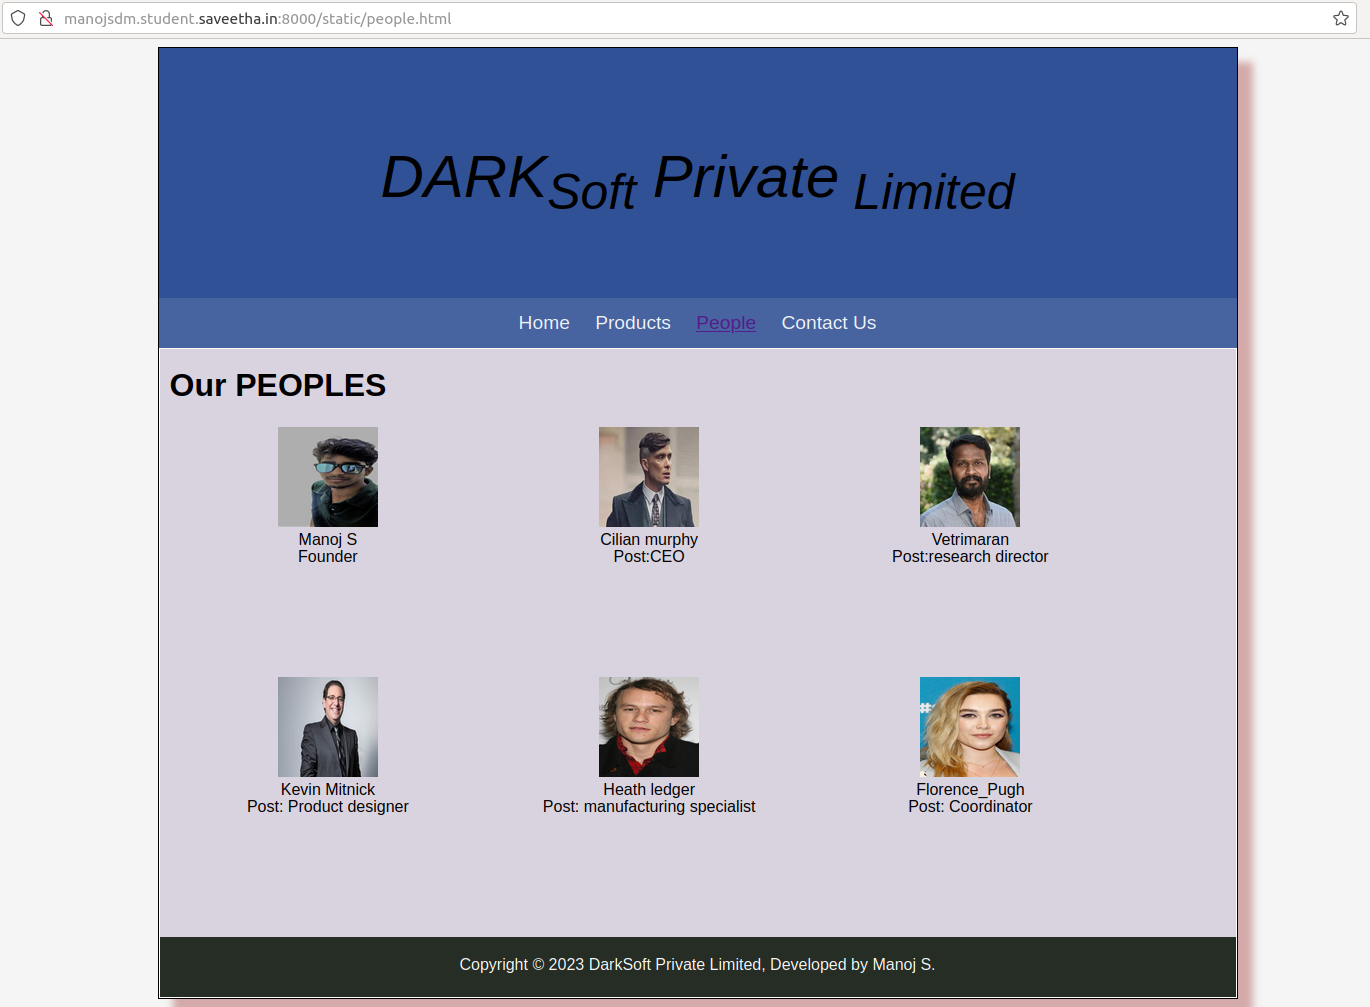 manojsdm.student.saveetha.in:8000/static/people.html
DARKSoft Private Limited
Home Products People Contact Us
Our PEOPLES
Manoj S
Founder
Cilian murphy
Post:CEO
Vetrimaran
Post:research director
Kevin Mitnick
Post: Product designer
Heath ledger
Post: manufacturing specialist
Florence_Pugh
Post: Coordinator
Copyright © 2023 DarkSoft Private Limited, Developed by Manoj S.